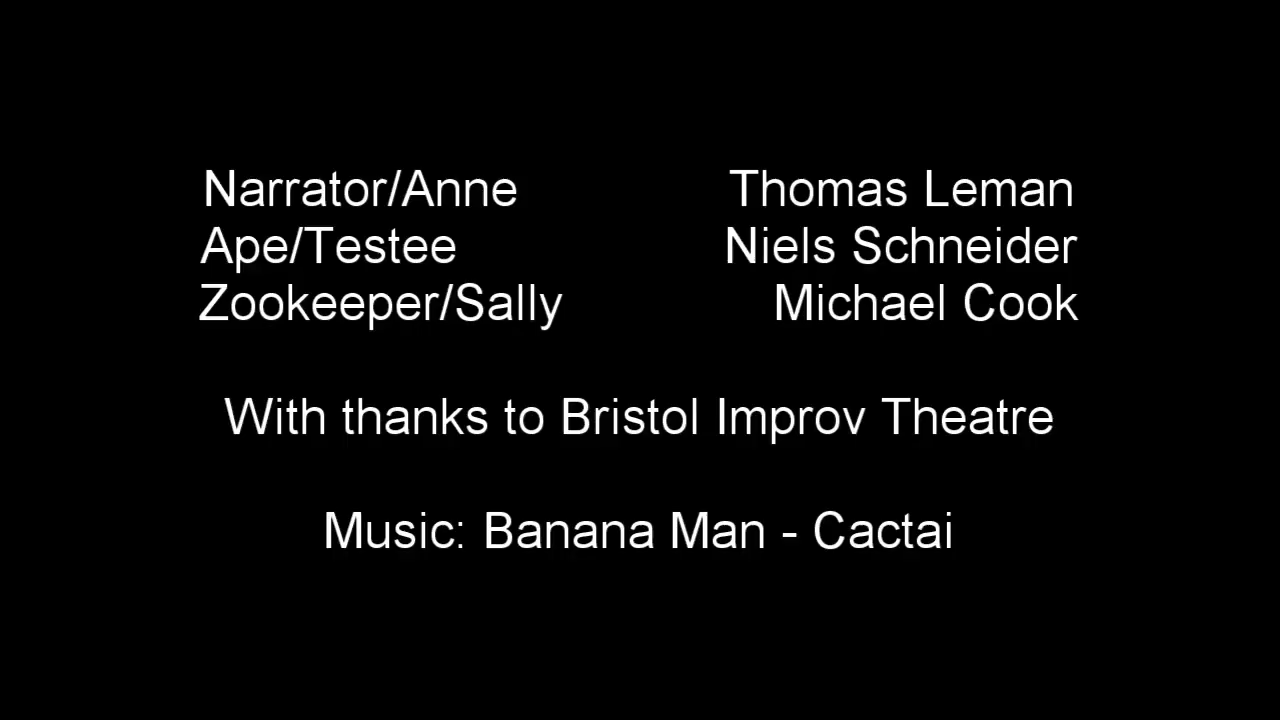 Narrator/Anne Thomas Leman
Ape/Testee Niels Schneider
Zookeeper/Sally Michael Cook
With thanks to Bristol Improv Theatre
Music: Banana Man - Cactai